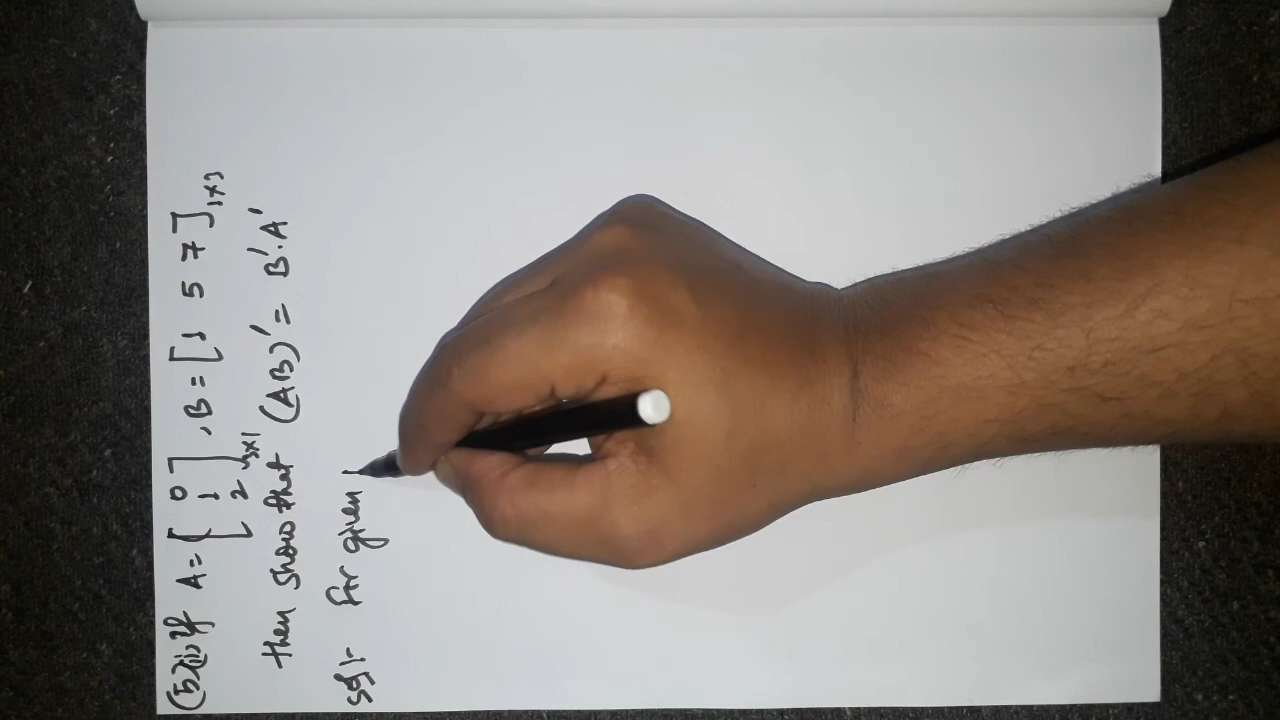 (5)(ii) If A = [0 1 2]3×1, B = [1 5 7]1×3
then show that (AB)' = B'.A'
Sol:- For given